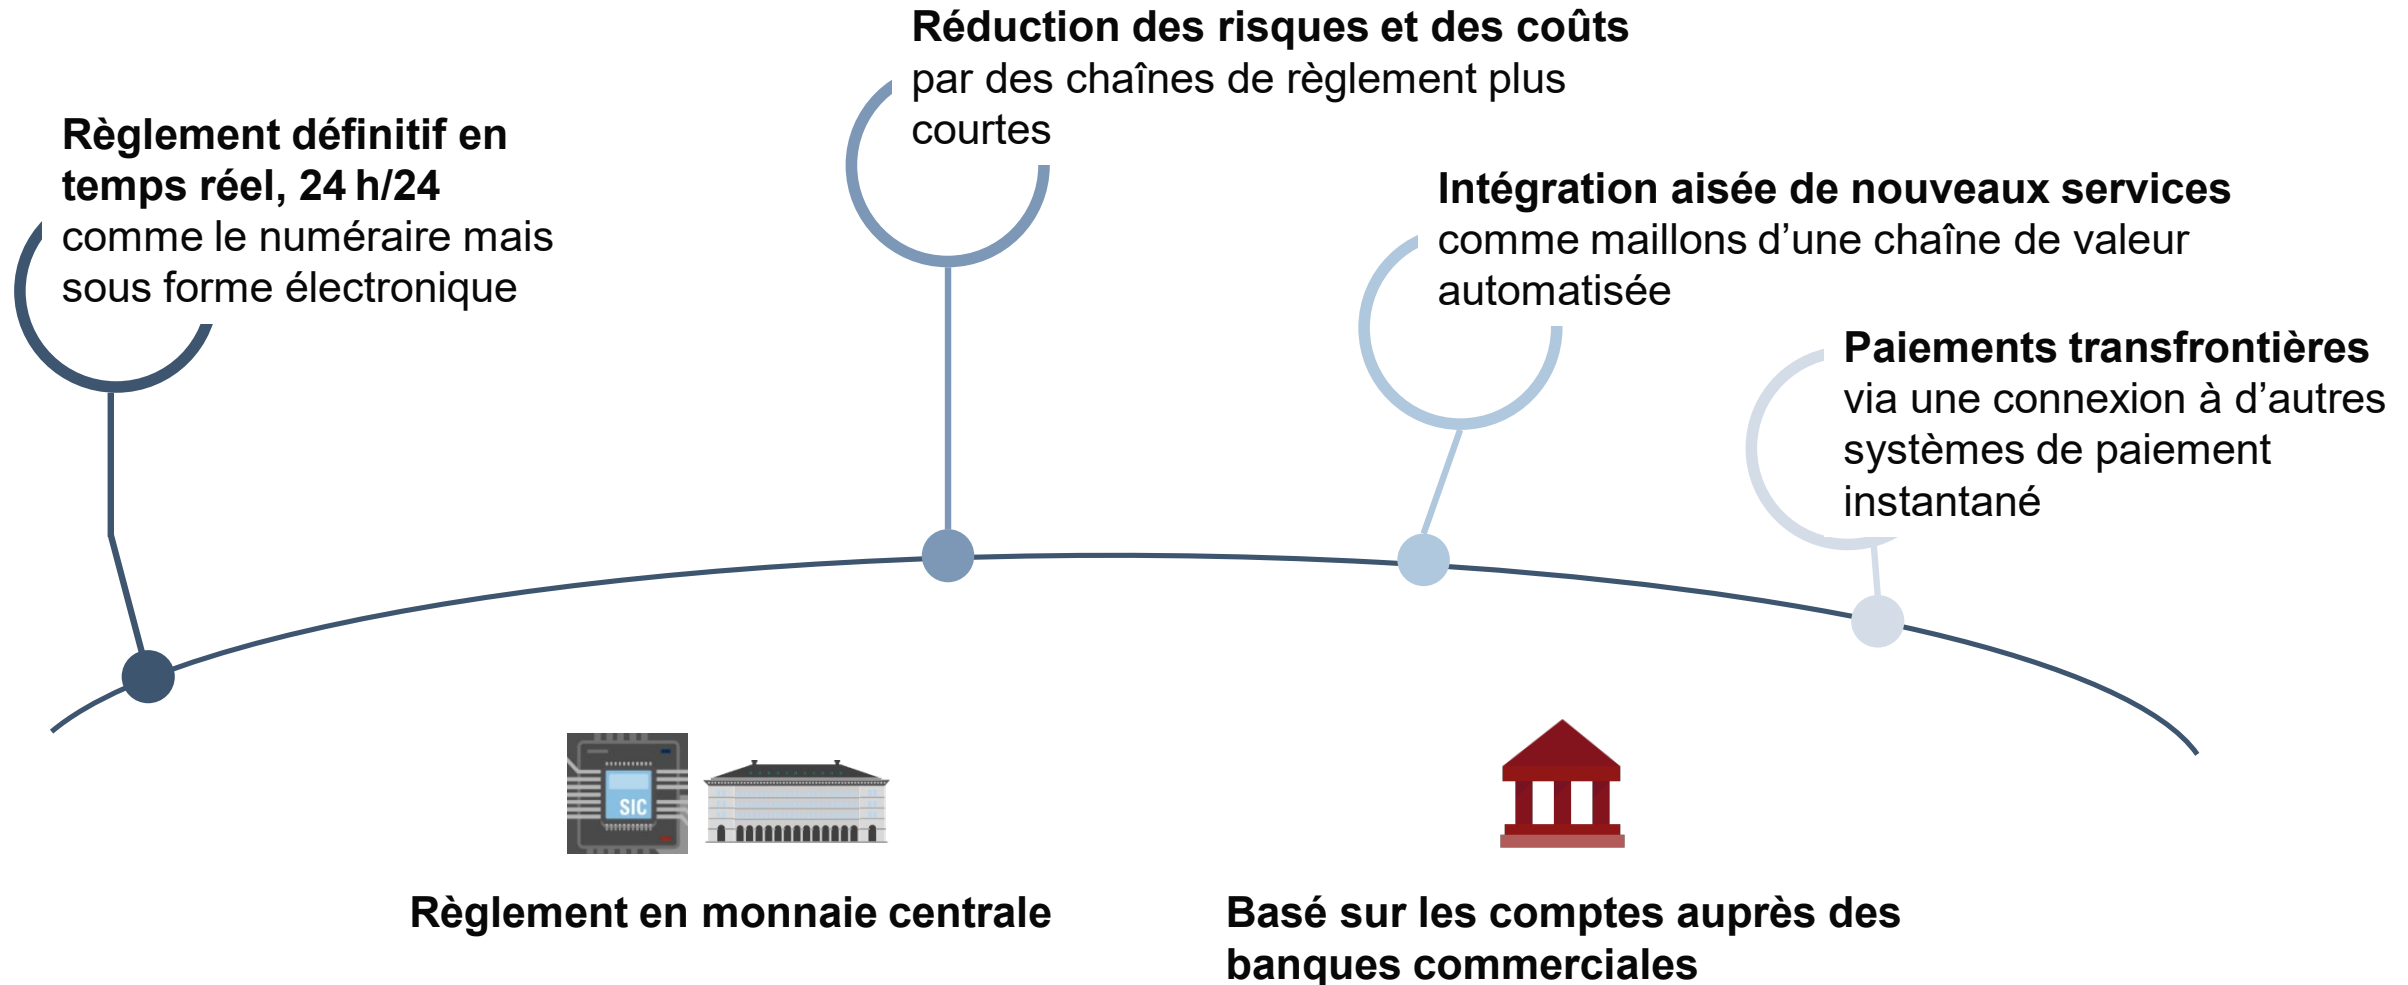 Réduction des risques et des coûts
par des chaînes de règlement plus
courtes
Règlement définitif en
temps réel, 24 h/24
comme le numéraire mais
sous forme électronique
Intégration aisée de nouveaux services
comme maillons d’une chaîne de valeur
automatisée
Paiements transfrontières
via une connexion à d’autres
systèmes de paiement
instantané
SIC
Règlement en monnaie centrale
Basé sur les comptes auprès des
banques commerciales